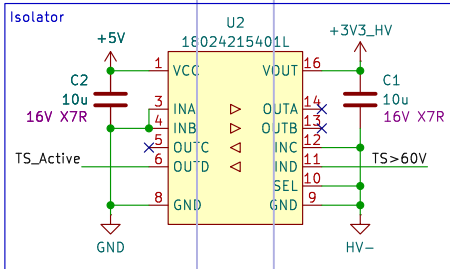 Isolator
U2
18024215401L
+5V
+3V3_HV
1 VCC VOUT 16
C2
10u
16V X7R
C1
10u
16V X7R
3 INA OUTA 14
4 INB OUTB 13
5 OUTC INC 12
TS_Active 6 OUTD IND 11 TS>60V
SEL 10
8 GND GND 9
GND
HV-